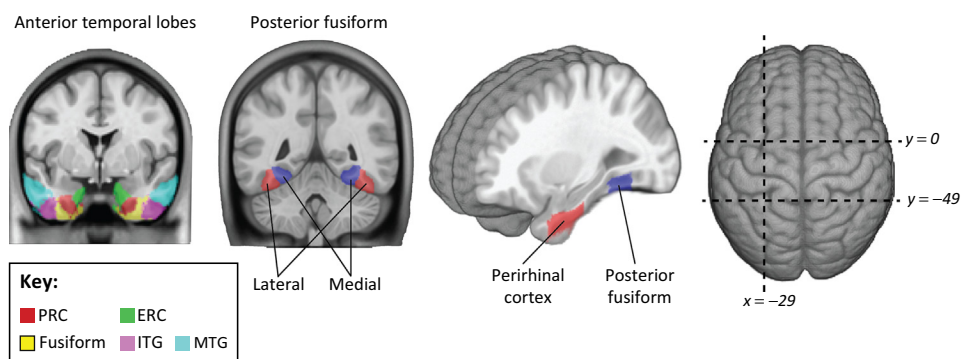 Anterior temporal lobes
Posterior fusiform
y = 0
y = −49
Lateral
Medial
Perirhinal
cortex
Posterior
fusiform
x = −29
Key:
PRC
ERC
Fusiform
ITG
MTG